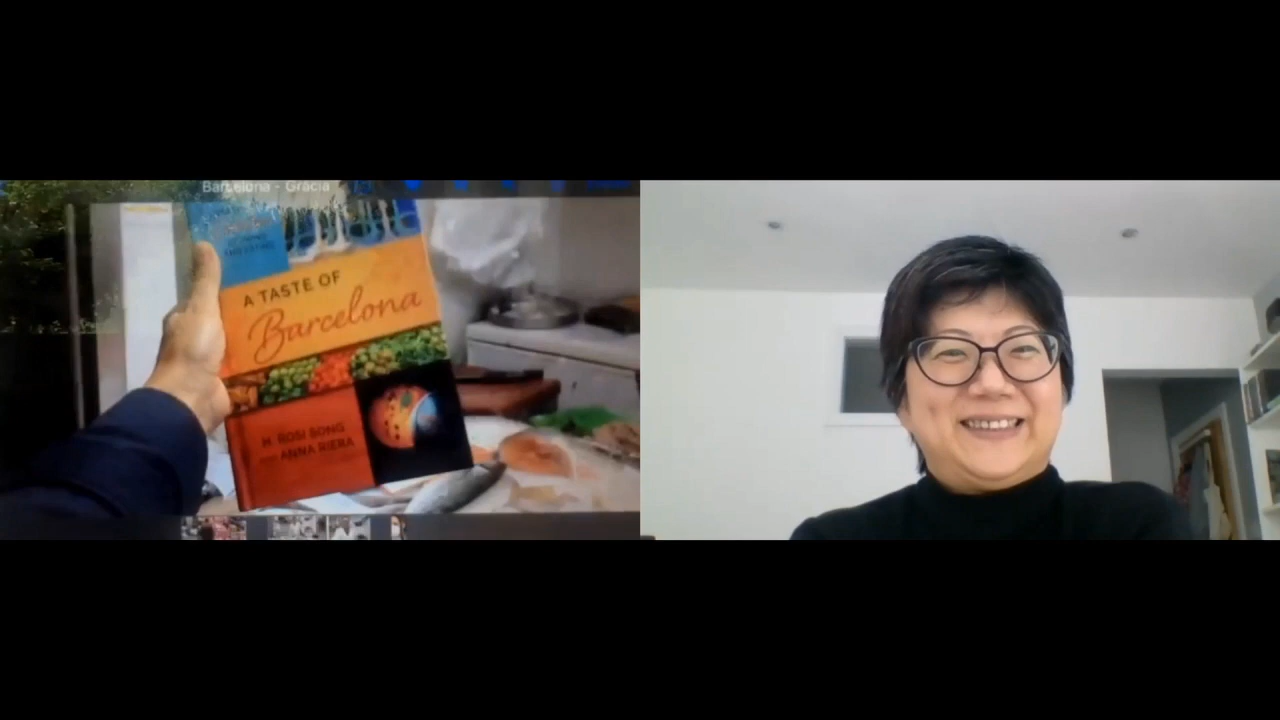 Barcelona - Gràcia
A TASTE OF
Barcelona
H. ROSI SONG
AND ANNA RIERA